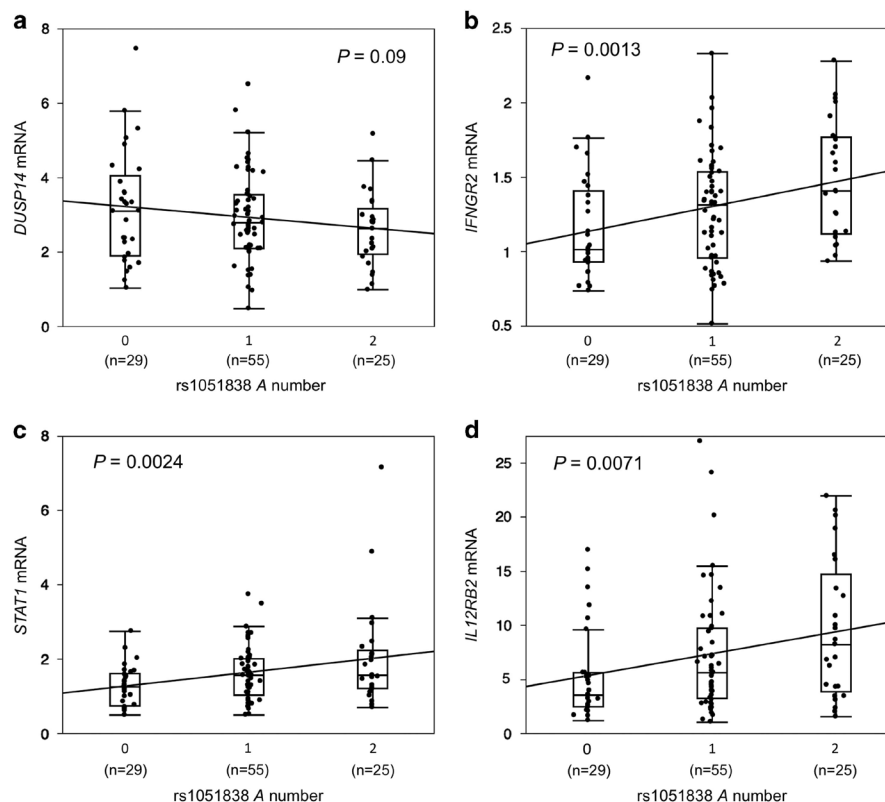 a
8
6
4
2
0
DUSP14 mRNA
P = 0.09
0 1 2
(n=29) (n=55) (n=25)
rs1051838 A number
b
2.5
2
1.5
1
0.5
IFNGR2 mRNA
P = 0.0013
0 1 2
(n=29) (n=55) (n=25)
rs1051838 A number
c
8
6
4
2
0
STAT1 mRNA
P = 0.0024
0 1 2
(n=29) (n=55) (n=25)
rs1051838 A number
d
25
20
15
10
5
0
IL12RB2 mRNA
P = 0.0071
0 1 2
(n=29) (n=55) (n=25)
rs1051838 A number